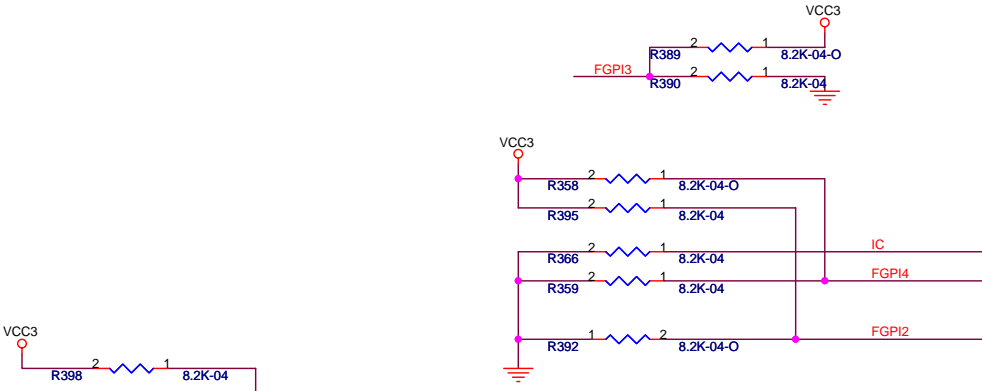 VCC3
R389 2 1 8.2K-04-O
FGPI3
R390 2 1 8.2K-04
VCC3
R358 2 1 8.2K-04-O
R395 2 1 8.2K-04
R366 2 1 8.2K-04 IC
R359 2 1 8.2K-04 FGPI4
R392 1 2 8.2K-04-O FGPI2
VCC3
R398 2 1 8.2K-04